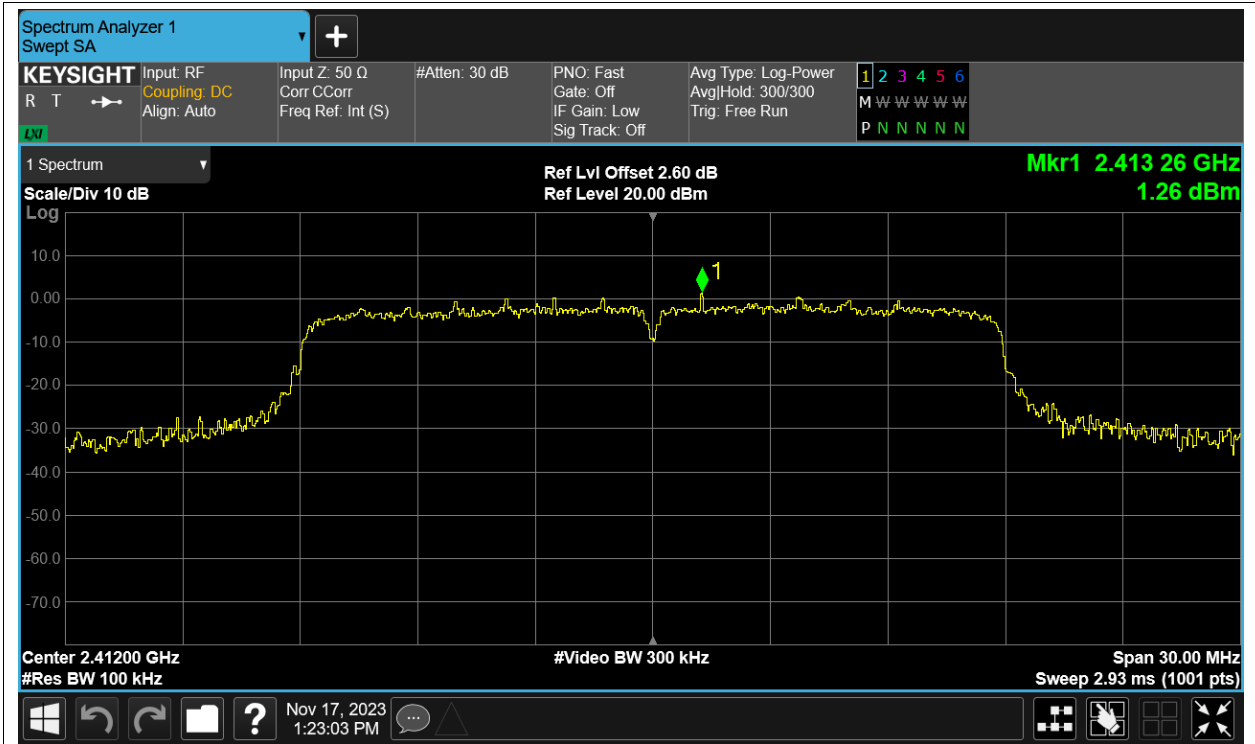 Spectrum Analyzer 1
Swept SA
KEYSIGHT
R T
LXI
Input: RF
Coupling: DC
Align: Auto
Input Z: 50 Ω
Corr CCorr
Freq Ref: Int (S)
#Atten: 30 dB
PNO: Fast
Gate: Off
IF Gain: Low
Sig Track: Off
Avg Type: Log-Power
Avg|Hold: 300/300
Trig: Free Run
1 2 3 4 5 6
M W W W W W
P N N N N N
1 Spectrum
Scale/Div 10 dB
Log
Ref Lvl Offset 2.60 dB
Ref Level 20.00 dBm
Mkr1 2.413 26 GHz
1.26 dBm
1
10.0
0.00
-10.0
-20.0
-30.0
-40.0
-50.0
-60.0
-70.0
Center 2.41200 GHz
#Res BW 100 kHz
#Video BW 300 kHz
Span 30.00 MHz
Sweep 2.93 ms (1001 pts)
?
Nov 17, 2023
1:23:03 PM